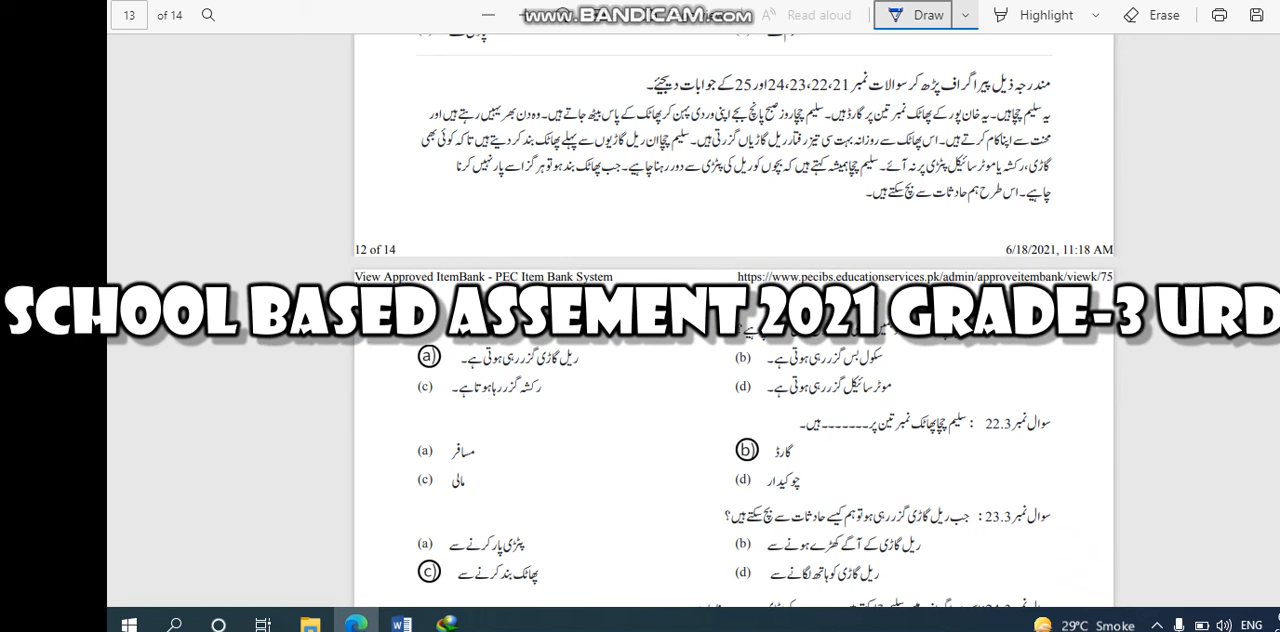 13 of 14
www.BANDICAM.com
Read aloud
Draw
Highlight
Erase
مندرجہ ذیل پیراگراف پڑھ کر سوالات نمبر 21،22،23،24 اور 25 کے جوابات دیجئیے۔
یہ سلیم چچا ہیں۔ یہ خان پور کے پھاٹک نمبر تین پر گارڈ ہیں۔ سلیم چچا روز صبح پانچ بجے اپنی وردی پہن کر پھاٹک کے پاس بیٹھ جاتے ہیں۔ وہ دن بھر یہیں رہتے ہیں اور
محنت سے اپنا کام کرتے ہیں۔ اس پھاٹک سے روزانہ بہت سی تیز رفتار ریل گاڑیاں گزرتی ہیں۔ سلیم چچا ان ریل گاڑیوں سے پہلے پھاٹک بند کر دیتے ہیں تاکہ کوئی بھی
گاڑی، رکشہ یا موٹر سائیکل پٹڑی پر نہ آئے۔ سلیم چچا ہمیشہ کہتے ہیں کہ بچوں کو ریل کی پٹڑی سے دور رہنا چاہیے۔ جب پھاٹک بند ہو تو ہر گز اسے پار نہیں کرنا
چاہیے۔ اس طرح ہم حادثات سے بچ سکتے ہیں۔
12 of 14 6/18/2021, 11:18 AM
View Approved ItemBank - PEC Item Bank System https://www.pecibs.educationservices.pk/admin/approveitembank/viewk/75
SCHOOL BASED ASSEMENT 2021 GRADE-3 URD
(a) ریل گاڑی گزر رہی ہوتی ہے۔ (b) سکول بس گزر رہی ہوتی ہے۔
(c) رکشہ گزر رہا ہوتا ہے۔ (d) موٹر سائیکل گزر رہی ہوتی ہے۔
سوال نمبر 22.3 : سلیم چچا پھاٹک نمبر تین پر۔۔۔۔۔۔۔ہیں۔
(a) مسافر (b) گارڈ
(c) مالی (d) چوکیدار
سوال نمبر 23.3 : جب ریل گاڑی گزر رہی ہو تو ہم کیسے حادثات سے بچ سکتے ہیں؟
(a) پٹڑی پار کرنے سے (b) ریل گاڑی کے آگے کھڑے ہونے سے
(c) پھاٹک بند کرنے سے (d) ریل گاڑی کو ہاتھ لگانے سے
29°C Smoke ENG